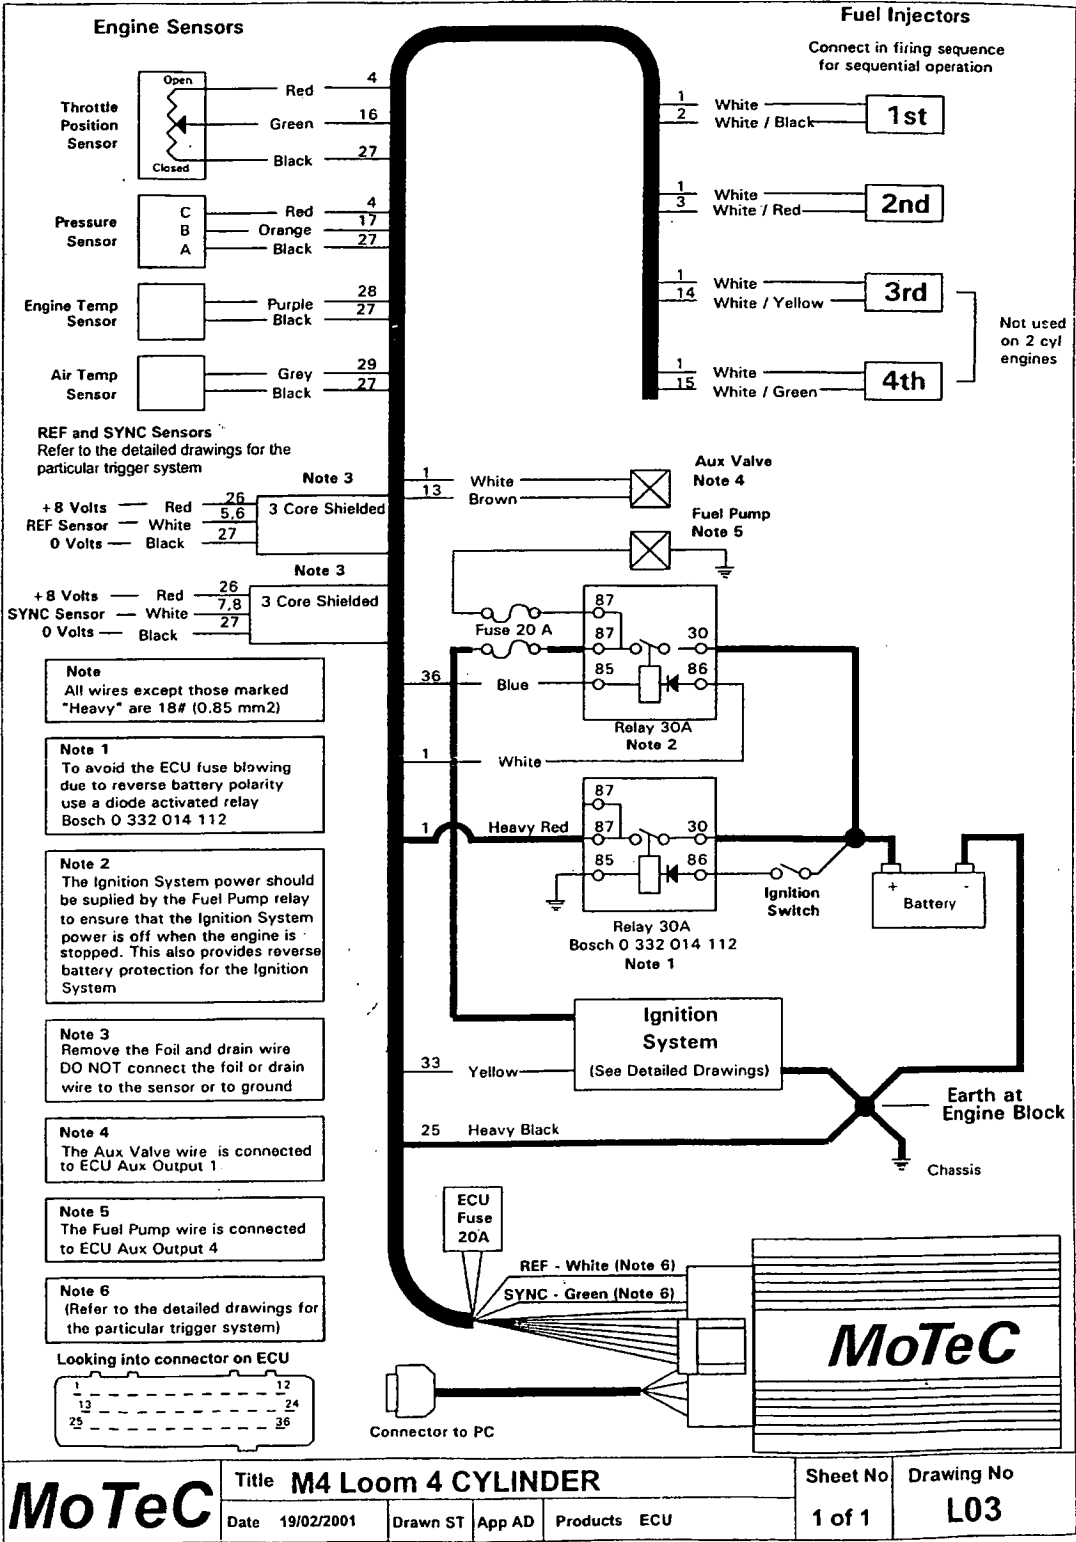 Engine Sensors
Throttle
Position
Sensor
Open
Closed
Red
4
Green
16
Black
27
Pressure
Sensor
C
B
A
Red
4
Orange
17
Black
27
Engine Temp
Sensor
Purple
28
Black
27
Air Temp
Sensor
Grey
29
Black
27
REF and SYNC Sensors
Refer to the detailed drawings for the
particular trigger system
Note 3
+8 Volts — Red 26
REF Sensor — White 5,6
0 Volts — Black 27
3 Core Shielded
Note 3
+8 Volts — Red 26
SYNC Sensor — White 7,8
0 Volts — Black 27
3 Core Shielded
Fuel Injectors
Connect in firing sequence
for sequential operation
1 White
2 White / Black
1st
1 White
3 White / Red
2nd
1 White
14 White / Yellow
3rd
1 White
15 White / Green
4th
Not used
on 2 cyl
engines
1 White
13 Brown
Aux Valve
Note 4
Fuel Pump
Note 5
Fuse 20 A
87
87
30
85
86
36 Blue
Relay 30A
Note 2
1 White
87
87
30
85
86
1 Heavy Red
Relay 30A
Bosch 0 332 014 112
Note 1
Ignition
Switch
+
-
Battery
Ignition
System
(See Detailed Drawings)
33 Yellow
25 Heavy Black
Earth at
Engine Block
Chassis
Note
All wires except those marked
"Heavy" are 18# (0.85 mm2)
Note 1
To avoid the ECU fuse blowing
due to reverse battery polarity
use a diode activated relay
Bosch 0 332 014 112
Note 2
The Ignition System power should
be suplied by the Fuel Pump relay
to ensure that the Ignition System
power is off when the engine is
stopped. This also provides reverse
battery protection for the Ignition
System
Note 3
Remove the Foil and drain wire
DO NOT connect the foil or drain
wire to the sensor or to ground
Note 4
The Aux Valve wire is connected
to ECU Aux Output 1
Note 5
The Fuel Pump wire is connected
to ECU Aux Output 4
Note 6
(Refer to the detailed drawings for
the particular trigger system)
Looking into connector on ECU
1 12
13 24
25 36
ECU
Fuse
20A
REF - White (Note 6)
SYNC - Green (Note 6)
Connector to PC
MoTeC
MoTeC
Title M4 Loom 4 CYLINDER
Date 19/02/2001
Drawn ST
App AD
Products ECU
Sheet No
1 of 1
Drawing No
L03